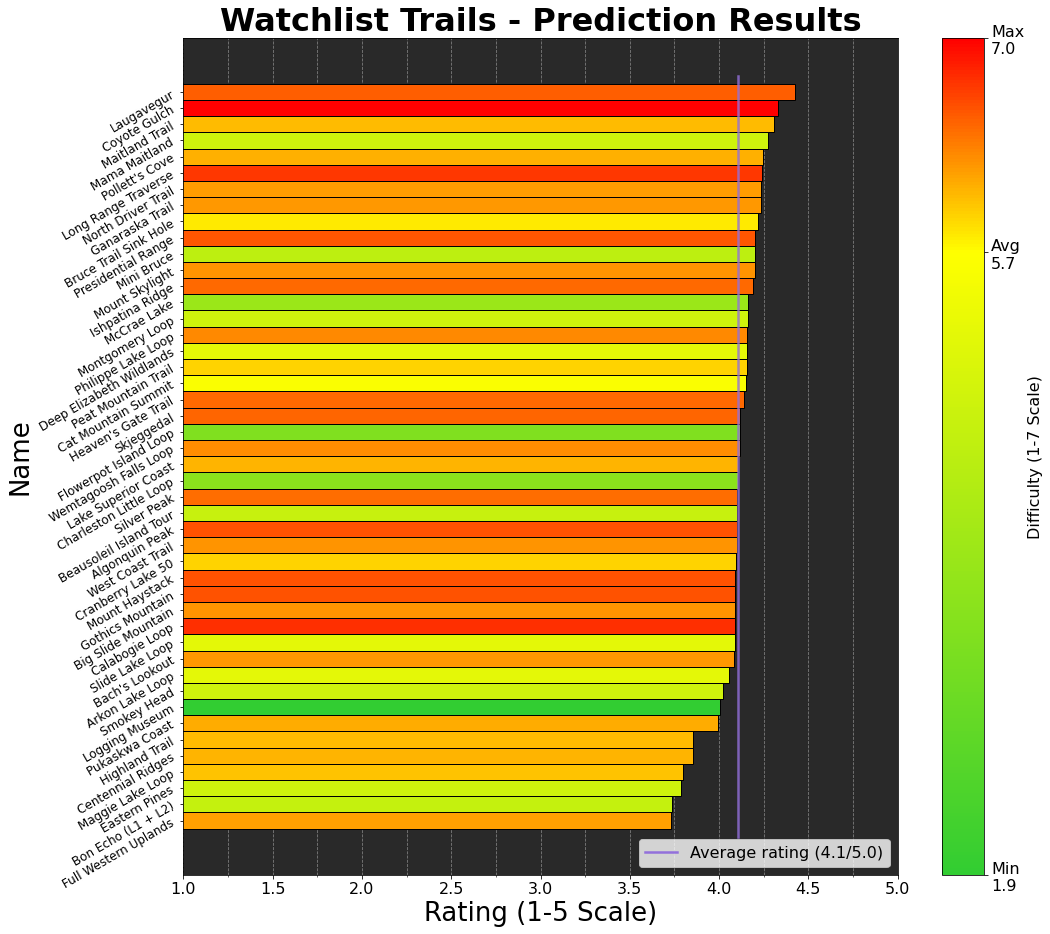 Watchlist Trails - Prediction Results
Name
Laugavegur
Coyote Gulch
Maitland Trail
Mama Maitland
Pollett's Cove
Long Range Traverse
North Driver Trail
Ganaraska Trail
Bruce Trail Sink Hole
Presidential Range
Mini Bruce
Mount Skylight
Ishpatina Ridge
McCrae Lake
Montgomery Loop
Philippe Lake Loop
Deep Elizabeth Wildlands
Peat Mountain Trail
Cat Mountain Summit
Heaven's Gate Trail
Skjeggedal
Flowerpot Island Loop
Wemtagoosh Falls Loop
Lake Superior Coast
Charleston Little Loop
Silver Peak
Beausoleil Island Tour
Algonquin Peak
West Coast Trail
Cranberry Lake 50
Mount Haystack
Gothics Mountain
Big Slide Mountain
Calabogie Loop
Slide Lake Loop
Bach's Lookout
Arkon Lake Loop
Smokey Head
Logging Museum
Pukaskwa Coast
Highland Trail
Centennial Ridges
Maggie Lake Loop
Eastern Pines
Bon Echo (L1 + L2)
Full Western Uplands
Average rating (4.1/5.0)
1.0 1.5 2.0 2.5 3.0 3.5 4.0 4.5 5.0
Rating (1-5 Scale)
Max
7.0
Avg
5.7
Min
1.9
Difficulty (1-7 Scale)